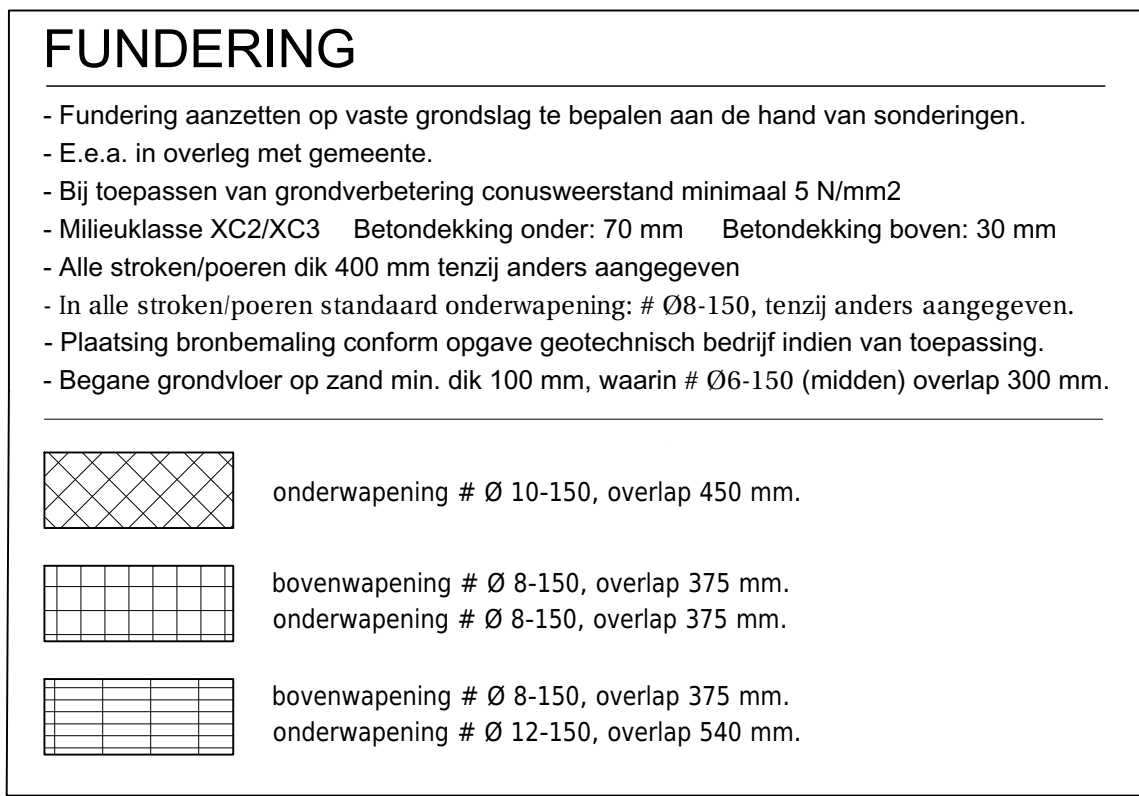 FUNDERING
- Fundering aanzetten op vaste grondslag te bepalen aan de hand van sonderingen.
- E.e.a. in overleg met gemeente.
- Bij toepassen van grondverbetering conusweerstand minimaal 5 N/mm2
- Milieuklasse XC2/XC3 Betondekking onder: 70 mm Betondekking boven: 30 mm
- Alle stroken/poeren dik 400 mm tenzij anders aangegeven
- In alle stroken/poeren standaard onderwapening: # Ø8-150, tenzij anders aangegeven.
- Plaatsing bronbemaling conform opgave geotechnisch bedrijf indien van toepassing.
- Begane grondvloer op zand min. dik 100 mm, waarin # Ø6-150 (midden) overlap 300 mm.
onderwapening # Ø 10-150, overlap 450 mm.
bovenwapening # Ø 8-150, overlap 375 mm.
onderwapening # Ø 8-150, overlap 375 mm.
bovenwapening # Ø 8-150, overlap 375 mm.
onderwapening # Ø 12-150, overlap 540 mm.